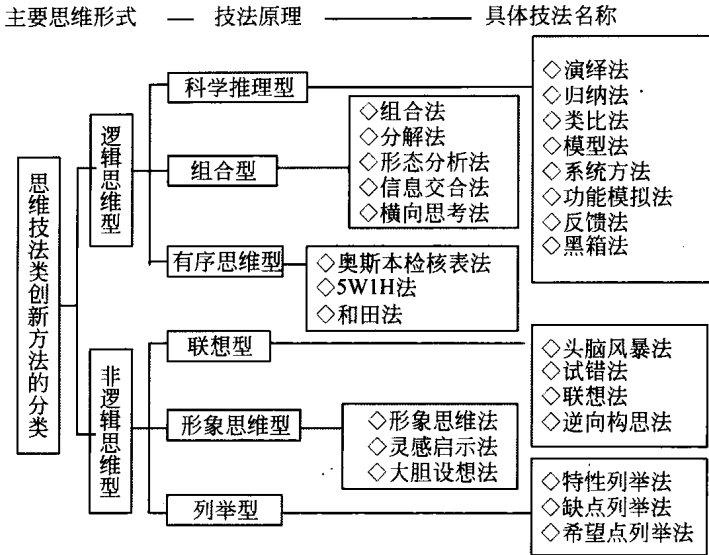 主要思维形式 — 技法原理 —— 具体技法名称
思维技法类创新方法的分类
逻辑思维型
科学推理型
◇演绎法
◇归纳法
◇类比法
◇模型法
◇系统方法
◇功能模拟法
◇反馈法
◇黑箱法
组合型
◇组合法
◇分解法
◇形态分析法
◇信息交合法
◇横向思考法
有序思维型
◇奥斯本检核表法
◇5W1H法
◇和田法
非逻辑思维型
联想型
◇头脑风暴法
◇试错法
◇联想法
◇逆向构思法
形象思维型
◇形象思维法
◇灵感启示法
◇大胆设想法
列举型
◇特性列举法
◇缺点列举法
◇希望点列举法